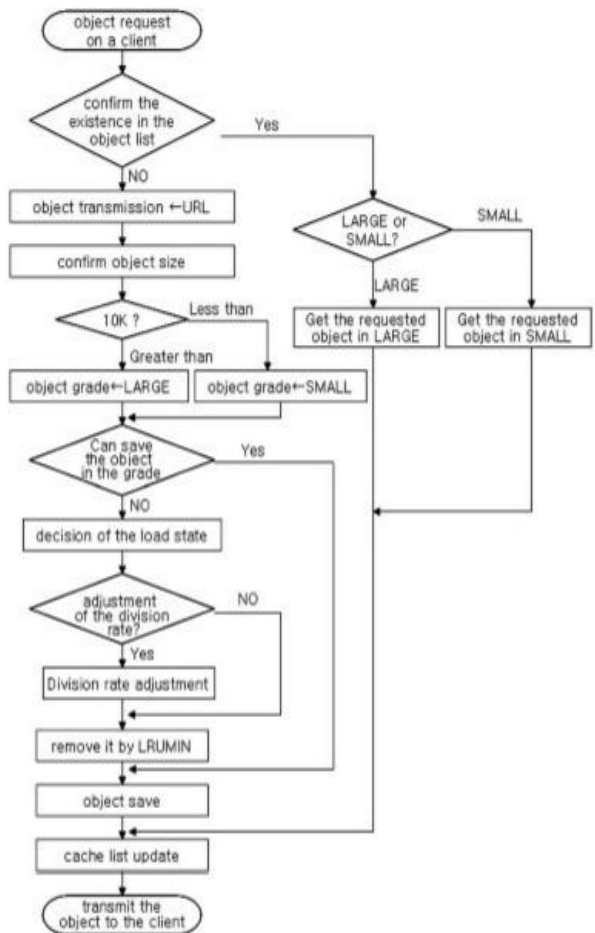 object request
on a client
confirm the
existence in the
object list
Yes
NO
object transmission ←URL
LARGE or
SMALL?
SMALL
LARGE
confirm object size
10K ?
Less than
Greater than
Get the requested
object in LARGE
Get the requested
object in SMALL
object grade←LARGE
object grade←SMALL
Can save
the object
in the grade
Yes
NO
decision of the load state
adjustment
of the division
rate?
NO
Yes
Division rate adjustment
remove it by LRUMIN
object save
cache list update
transmit the
object to the client